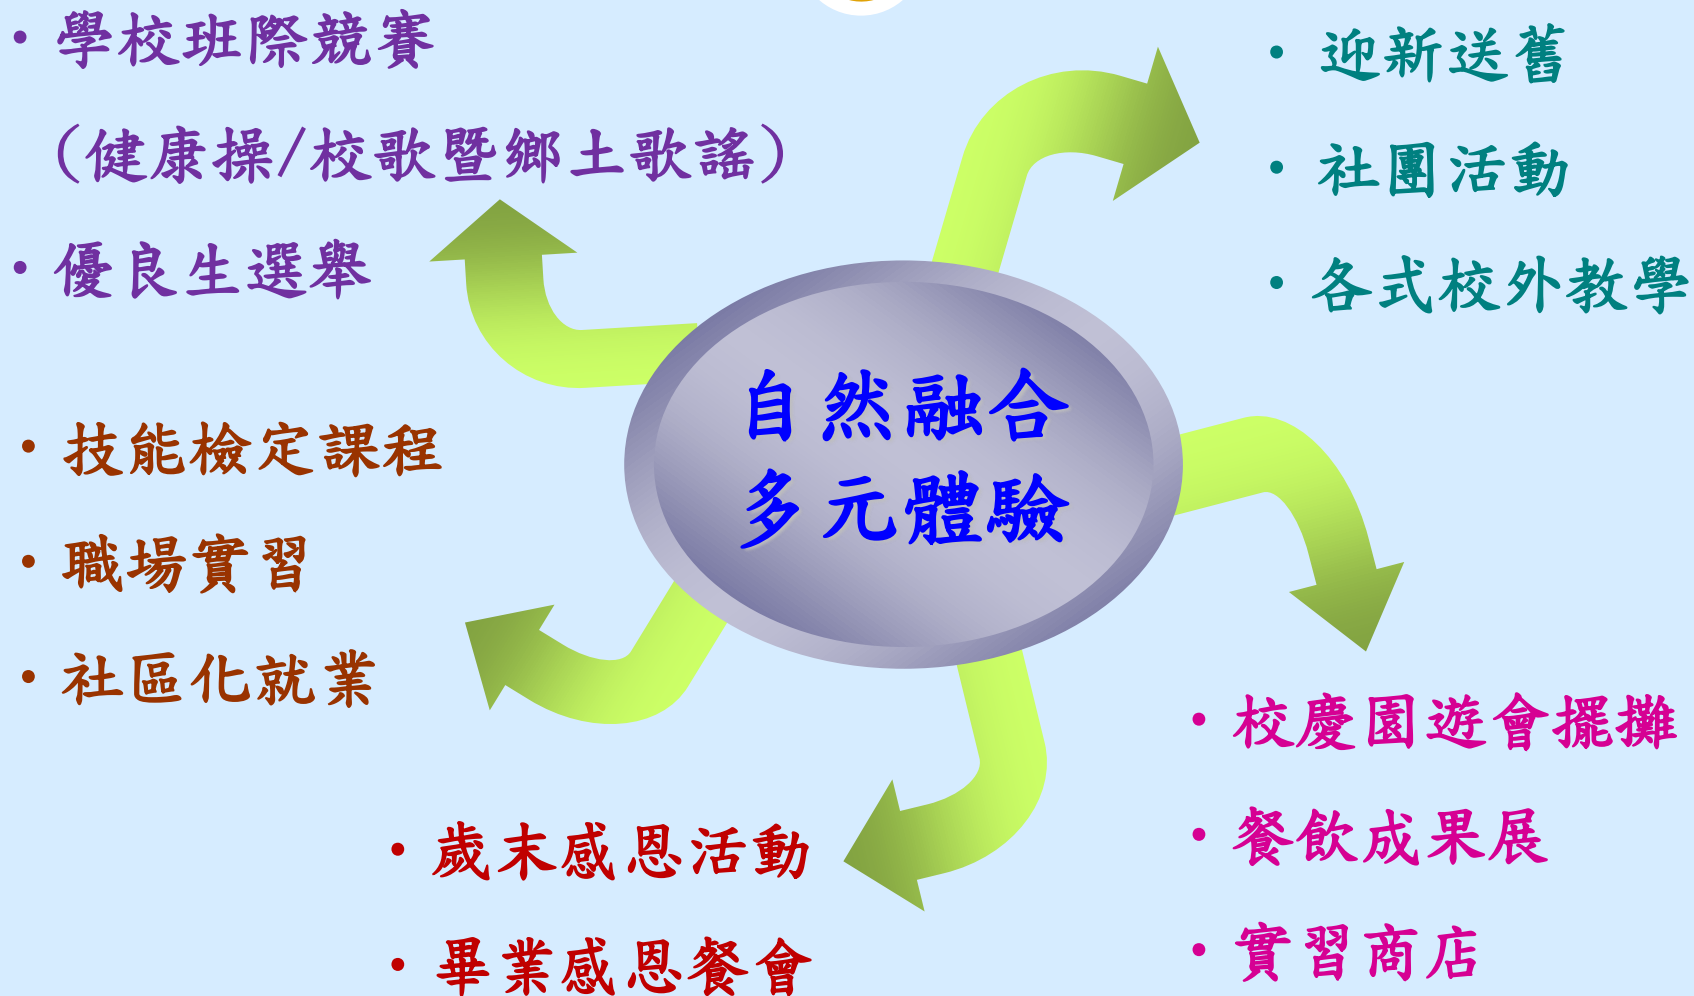 ・學校班際競賽
(健康操/校歌暨鄉土歌謠)
・優良生選舉
・迎新送舊
・社團活動
・各式校外教學
自然融合
多元體驗
・技能檢定課程
・職場實習
・社區化就業
・校慶園遊會擺攤
・餐飲成果展
・實習商店
・歲末感恩活動
・畢業感恩餐會